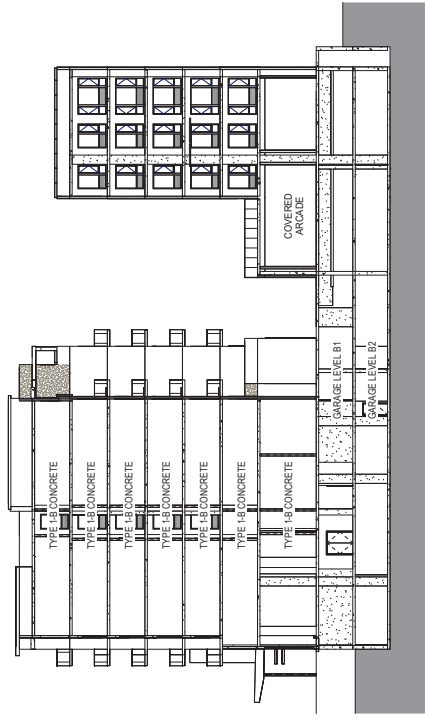 TYPE 1-B CONCRETE
TYPE 1-B CONCRETE
TYPE 1-B CONCRETE
TYPE 1-B CONCRETE
TYPE 1-B CONCRETE
TYPE 1-B CONCRETE
TYPE 1-B CONCRETE
COVERED
ARCADE
GARAGE LEVEL B1
GARAGE LEVEL B2